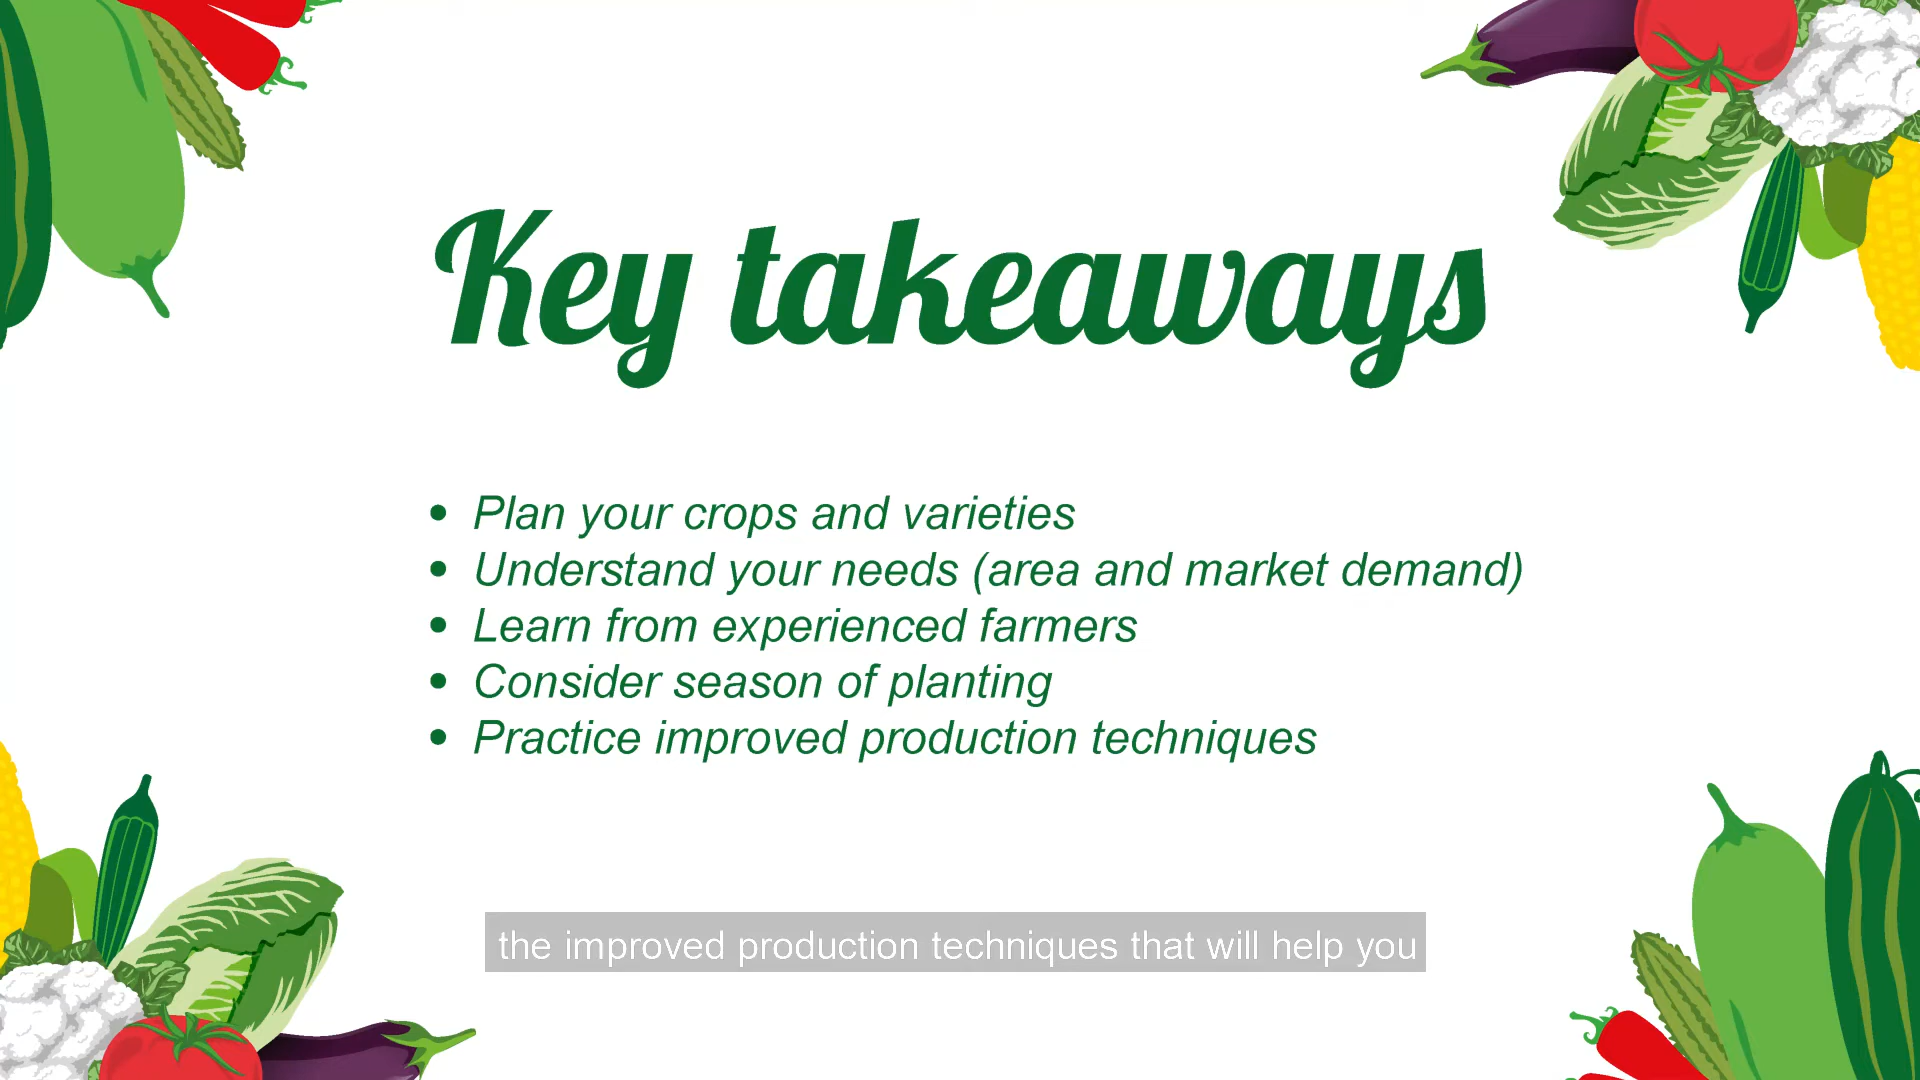 Key takeaways
• Plan your crops and varieties
• Understand your needs (area and market demand)
• Learn from experienced farmers
• Consider season of planting
• Practice improved production techniques
the improved production techniques that will help you